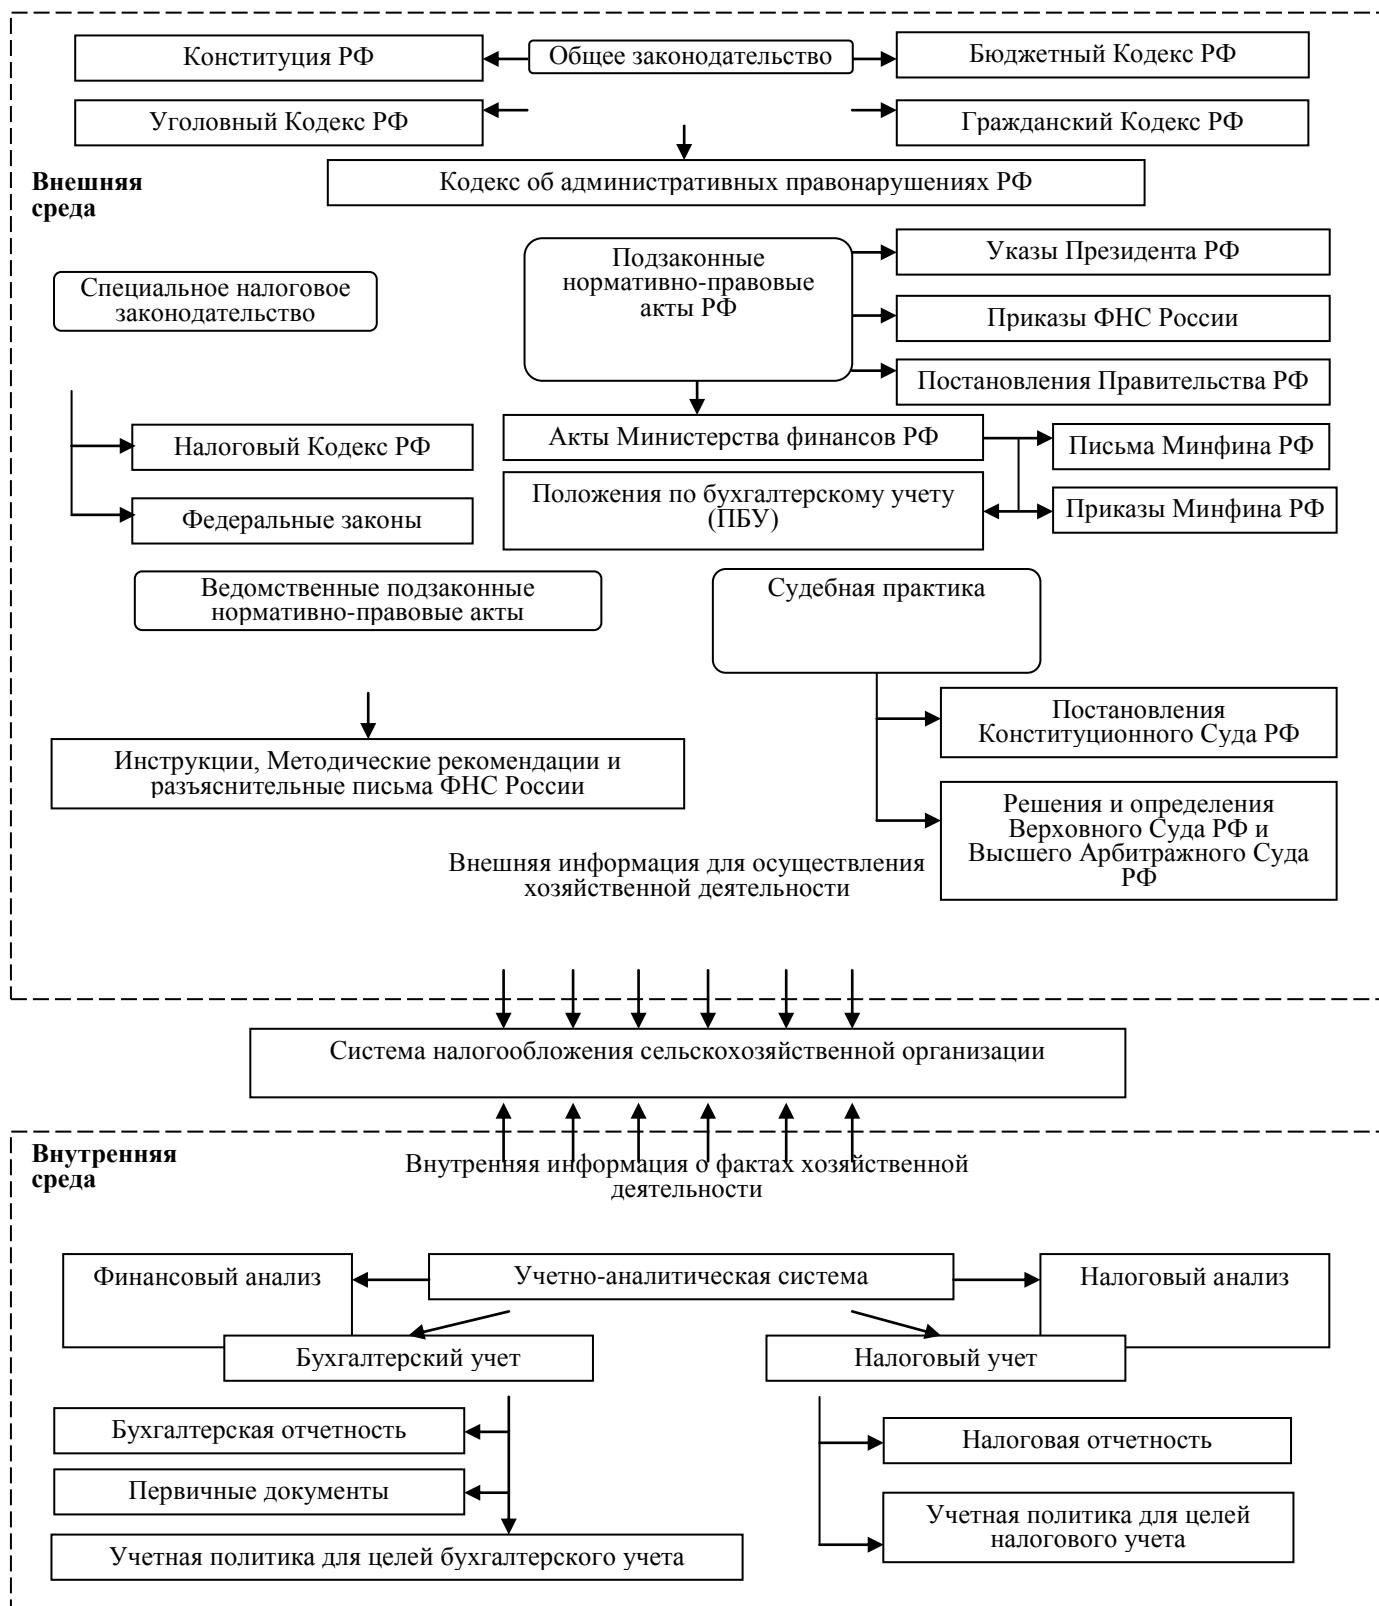 Конституция РФ
Общее законодательство
Бюджетный Кодекс РФ
Уголовный Кодекс РФ
Гражданский Кодекс РФ
Кодекс об административных правонарушениях РФ
Внешняя
среда
Специальное налоговое
законодательство
Подзаконные
нормативно-правовые
акты РФ
Указы Президента РФ
Приказы ФНС России
Постановления Правительства РФ
Налоговый Кодекс РФ
Федеральные законы
Акты Министерства финансов РФ
Письма Минфина РФ
Положения по бухгалтерскому учету
(ПБУ)
Приказы Минфина РФ
Ведомственные подзаконные
нормативно-правовые акты
Судебная практика
Инструкции, Методические рекомендации и
разъяснительные письма ФНС России
Постановления
Конституционного Суда РФ
Решения и определения
Верховного Суда РФ и
Высшего Арбитражного Суда
РФ
Внешняя информация для осуществления
хозяйственной деятельности
Система налогообложения сельскохозяйственной организации
Внутренняя
среда
Внутренняя информация о фактах хозяйственной
деятельности
Финансовый анализ
Учетно-аналитическая система
Налоговый анализ
Бухгалтерский учет
Налоговый учет
Бухгалтерская отчетность
Первичные документы
Учетная политика для целей бухгалтерского учета
Налоговая отчетность
Учетная политика для целей
налогового учета